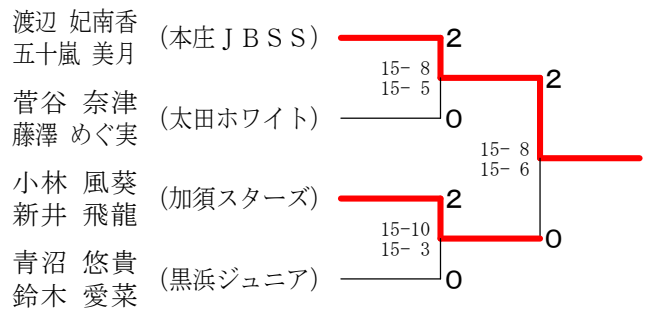 渡辺 妃南香
五十嵐 美月
(本庄ＪＢＳＳ)
2
15- 8
15- 5
2
菅谷 奈津
藤澤 めぐ実
(太田ホワイト)
0
15- 8
15- 6
小林 風葵
新井 飛龍
(加須スターズ)
2
15-10
15- 3
0
青沼 悠貴
鈴木 愛菜
(黒浜ジュニア)
0